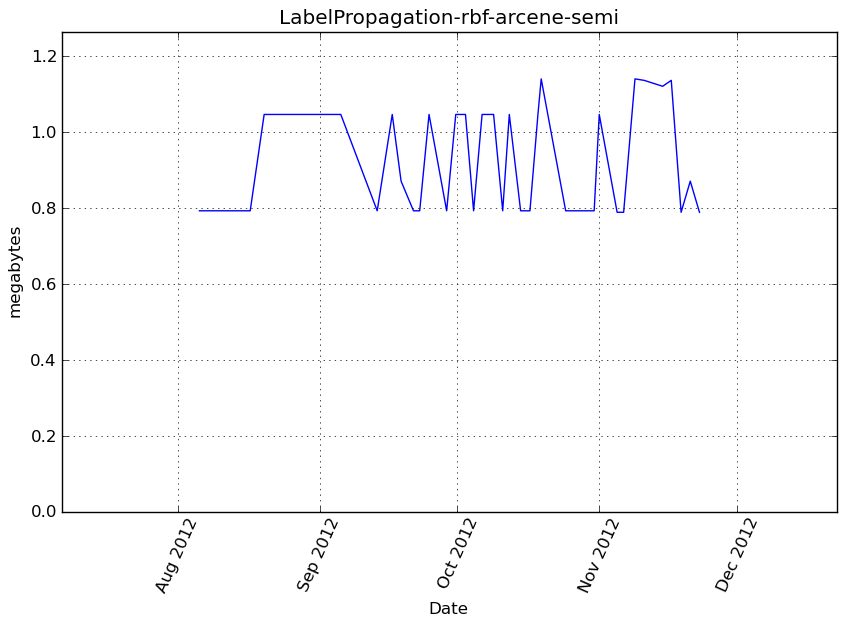 LabelPropagation-rbf-arcene-semi
1.2
1.0
0.8
0.6
0.4
0.2
0.0
megabytes
Aug 2012
Sep 2012
Oct 2012
Nov 2012
Dec 2012
Date